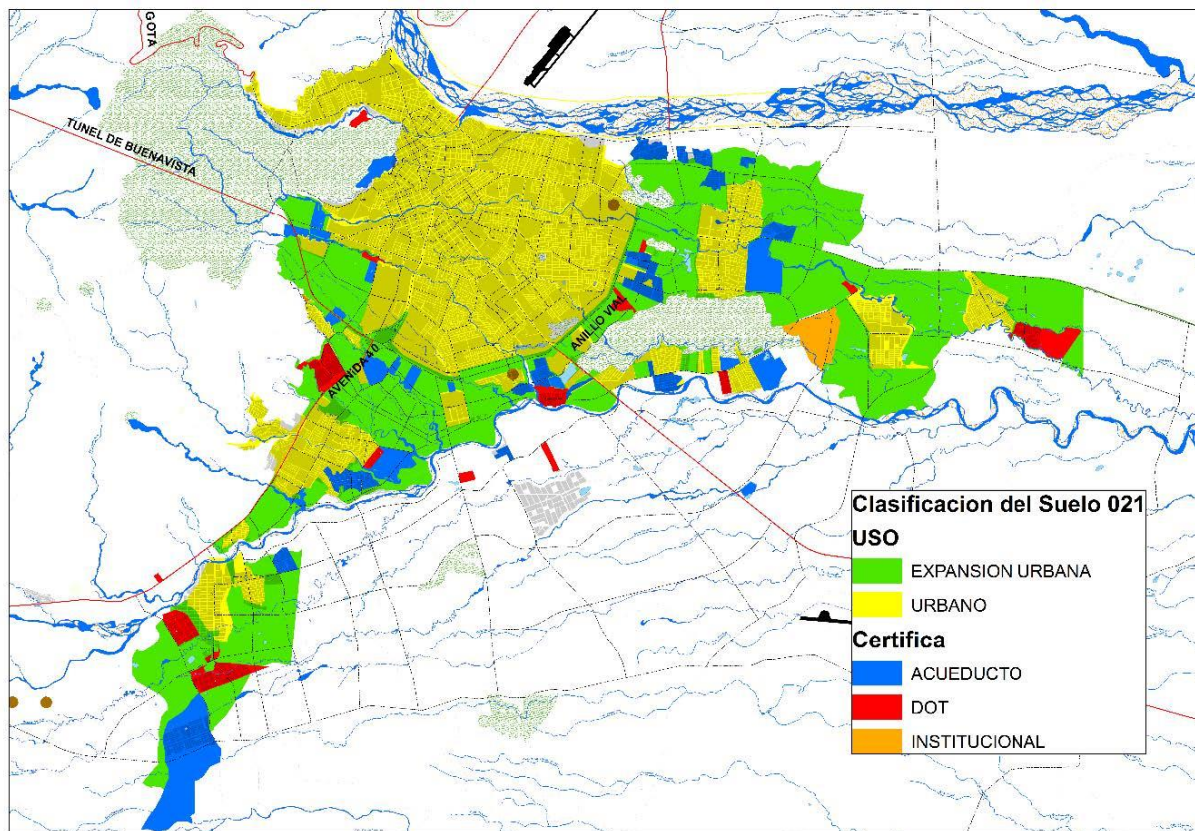 GOTA
TUNEL DE BUENAVISTA
AVENIDA 40
ANILLO VIAL
Clasificacion del Suelo 021
USO
EXPANSION URBANA
URBANO
Certifica
ACUEDUCTO
DOT
INSTITUCIONAL